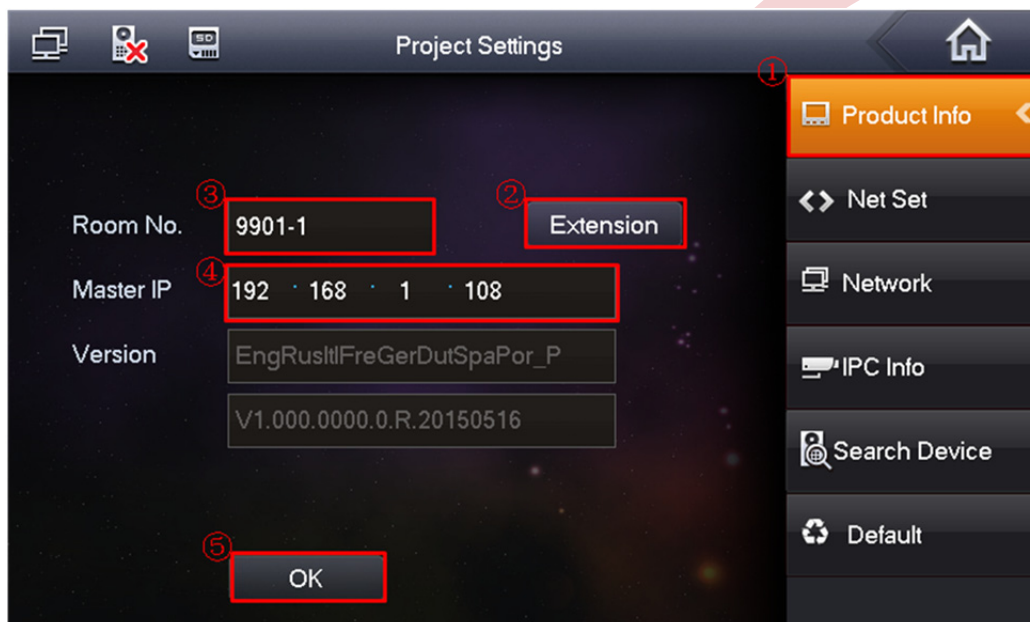 SD
Project Settings
①
Product Info
③
②
Room No.
9901-1
Extension
Net Set
④
Master IP
192 · 168 · 1 · 108
Network
Version
EngRusItlFreGerDutSpaPor_P
IPC Info
V1.000.0000.0.R.20150516
Search Device
Default
⑤
OK